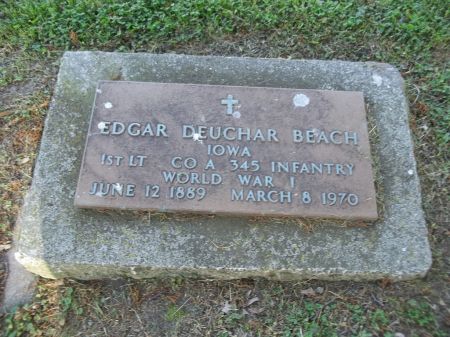 EDGAR DEUCHAR BEACH
IOWA
1ST LT CO A 345 INFANTRY
WORLD WAR I
JUNE 12 1889 MARCH 8 1970